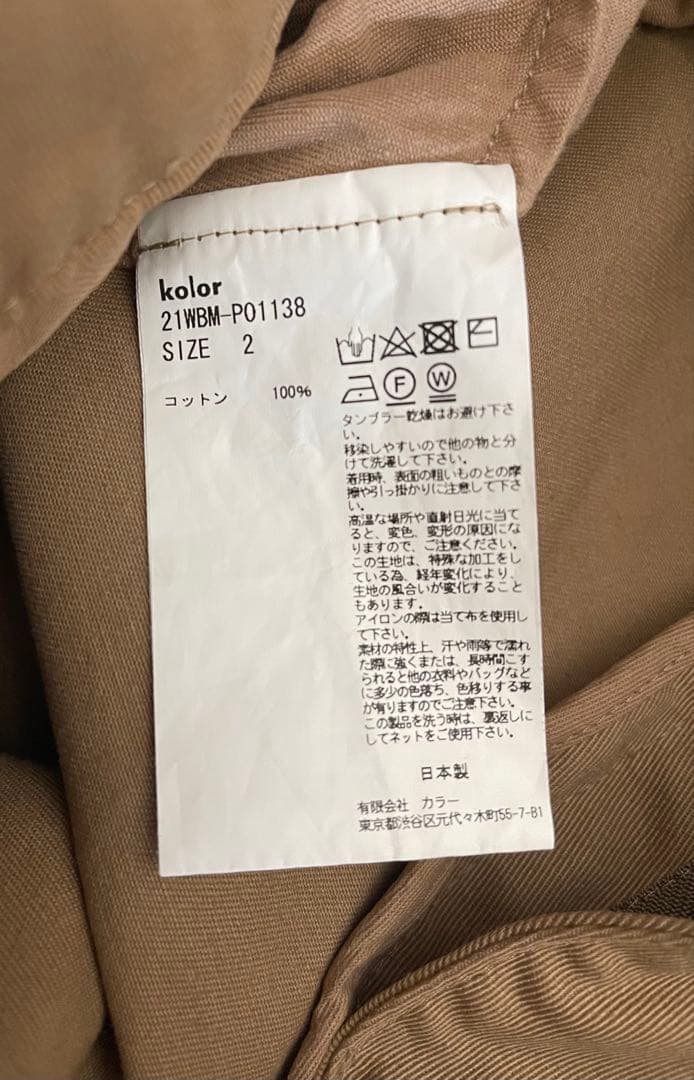 kolor
21WBM-P01138
SIZE 2
コットン 100%
F W
タンブラー乾燥はお避け下さ
い。
移染しやすいので他の物と分
けて洗濯して下さい。
着用時、表面の粗いものとの摩
擦や引っ掛かりに注意して下さ
い。
高温な場所や直射日光に当て
ると、変色、変形の原因にな
りますので、ご注意ください。
この生地は、特殊な加工をし
ている為、経年変化により、
生地の風合いが変化すること
もあります。
アイロンの際は当て布を使用し
て下さい。
素材の特性上、汗や雨等で濡れ
た際に強くまたは、長時間こす
られると他の衣料やバッグなど
に多少の色落ち、色移りする事
が有りますのでご注意下さい。
この製品を洗う時は、裏返しに
してネットをご使用下さい。
日本製
有限会社 カラー
東京都渋谷区元代々木町55-7-B1